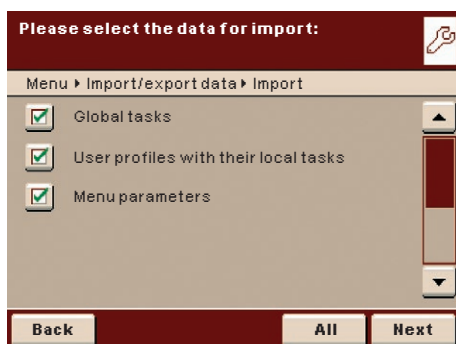 Please select the data for import:
Menu ▸ Import/export data ▸ Import
Global tasks
User profiles with their local tasks
Menu parameters
Back All Next